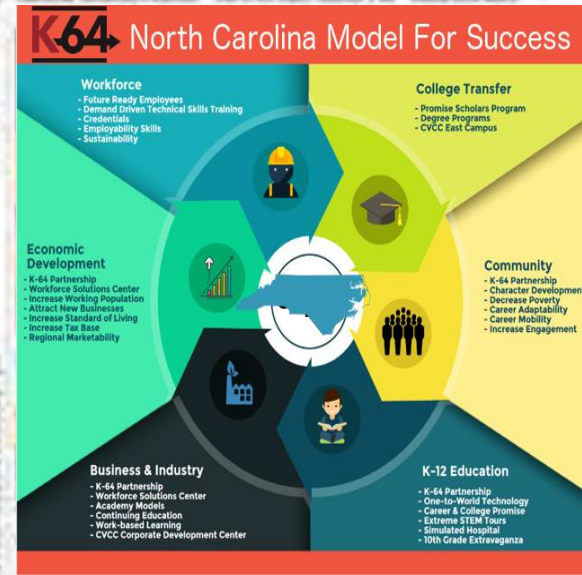 K-64 North Carolina Model For Success
Workforce
- Future Ready Employees
- Demand Driven Technical Skills Training
- Credentials
- Employability Skills
- Sustainability
College Transfer
- Promise Scholars Program
- Degree Programs
- CVCC East Campus
Economic
Development
- K-64 Partnership
- Workforce Solutions Center
- Increase Working Population
- Attract New Businesses
- Increase Standard of Living
- Increase Tax Base
- Regional Marketability
Community
- K-64 Partnership
- Character Development
- Decrease Poverty
- Career Adaptability
- Career Mobility
- Increase Engagement
Business & Industry
- K-64 Partnership
- Workforce Solutions Center
- Academy Models
- Continuing Education
- Work-based Learning
- CVCC Corporate Development Center
K-12 Education
- K-64 Partnership
- One-to-World Technology
- Career & College Promise
- Extreme STEM Tours
- Simulated Hospital
- 10th Grade Extravaganza